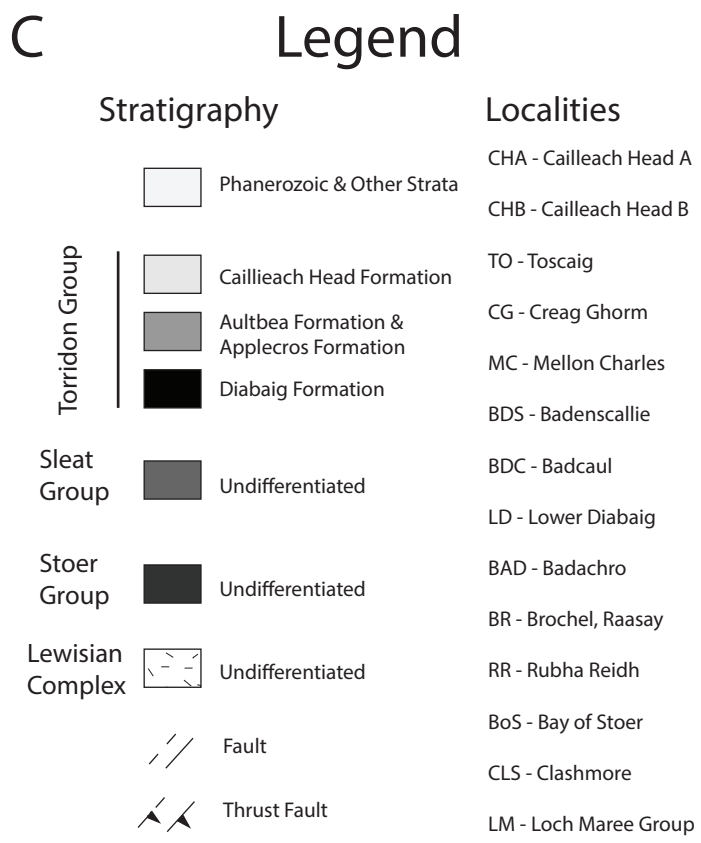 C
Legend
Stratigraphy
Phanerozoic & Other Strata
Torridon Group
Caillieach Head Formation
Aultbea Formation &
Applecros Formation
Diabaig Formation
Sleat
Group
Undifferentiated
Stoer
Group
Undifferentiated
Lewisian
Complex
Undifferentiated
Fault
Thrust Fault
Localities
CHA - Cailleach Head A
CHB - Cailleach Head B
TO - Toscaig
CG - Creag Ghorm
MC - Mellon Charles
BDS - Badenscallie
BDC - Badcaul
LD - Lower Diabaig
BAD - Badachro
BR - Brochel, Raasay
RR - Rubha Reidh
BoS - Bay of Stoer
CLS - Clashmore
LM - Loch Maree Group